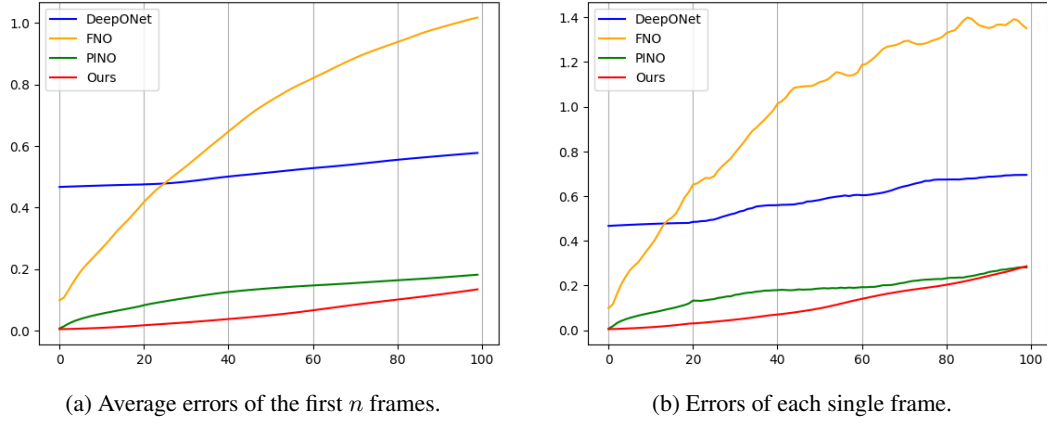 1.0
0.8
0.6
0.4
0.2
0.0
0 20 40 60 80 100
DeepONet
FNO
PINO
Ours
(a) Average errors of the first n frames.
1.4
1.2
1.0
0.8
0.6
0.4
0.2
0.0
0 20 40 60 80 100
DeepONet
FNO
PINO
Ours
(b) Errors of each single frame.